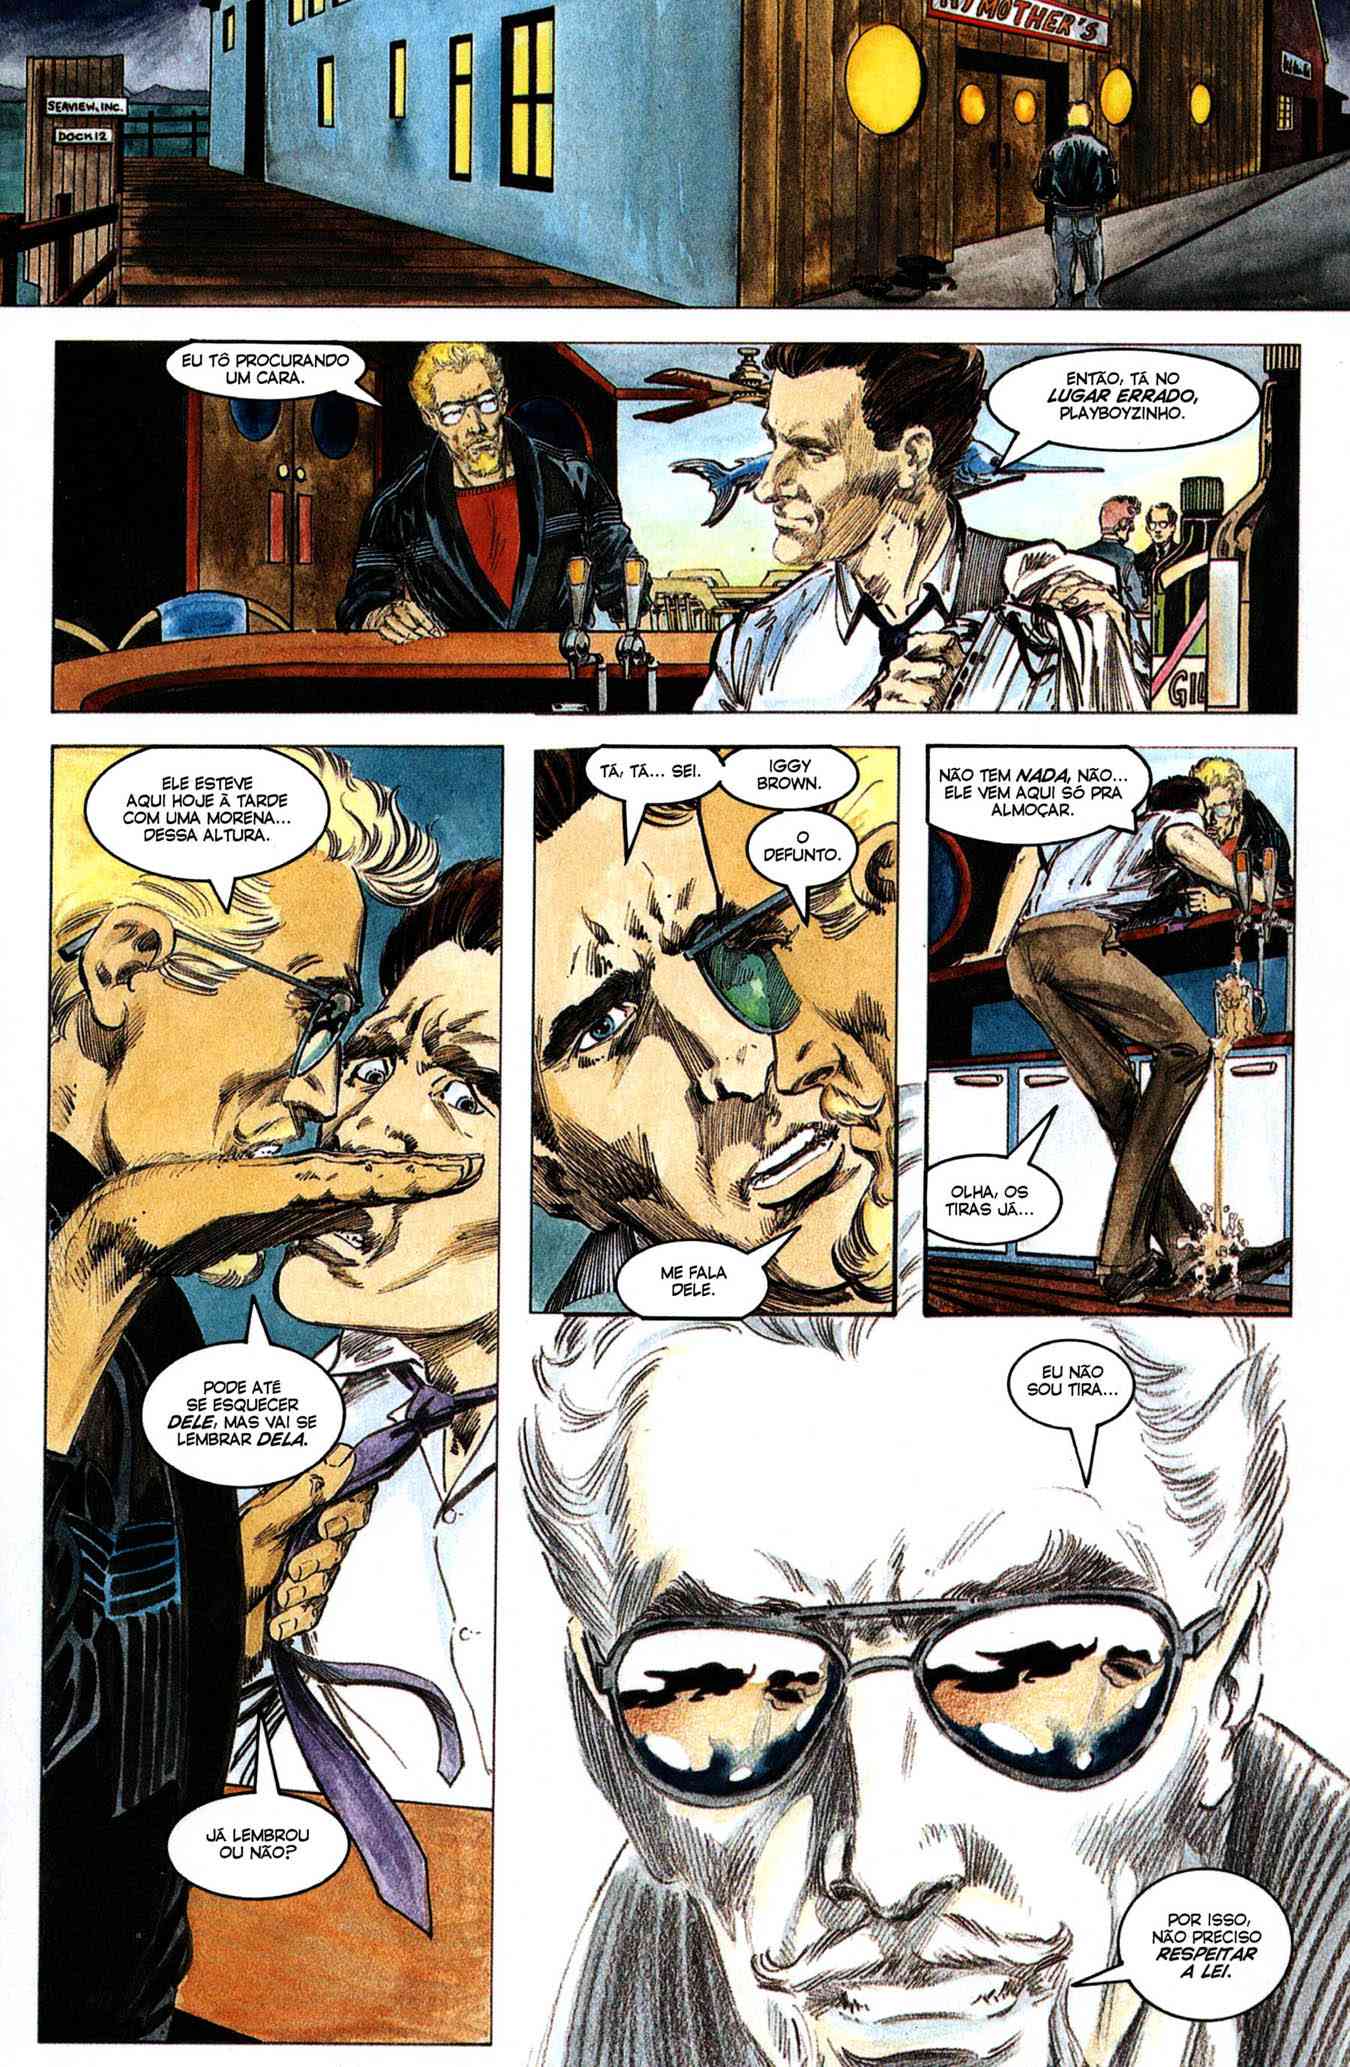 MOTHER'S
SEAVIEW, INC.
DOCK 12
EU TÔ PROCURANDO
UM CARA.
ENTÃO, TÁ NO
LUGAR ERRADO,
PLAYBOYZINHO.
ELE ESTEVE
AQUI HOJE À TARDE
COM UMA MORENA...
DESSA ALTURA.
PODE ATÉ
SE ESQUECER
DELE, MAS VAI SE
LEMBRAR DELA.
JÁ LEMBROU
OU NÃO?
TÁ, TÁ... SEI.
IGGY
BROWN.
O
DEFUNTO.
ME FALA
DELE.
NÃO TEM NADA, NÃO...
ELE VEM AQUI SÓ PRA
ALMOÇAR.
OLHA, OS
TIRAS JÁ...
EU NÃO
SOU TIRA...
POR ISSO,
NÃO PRECISO
RESPEITAR
A LEI.